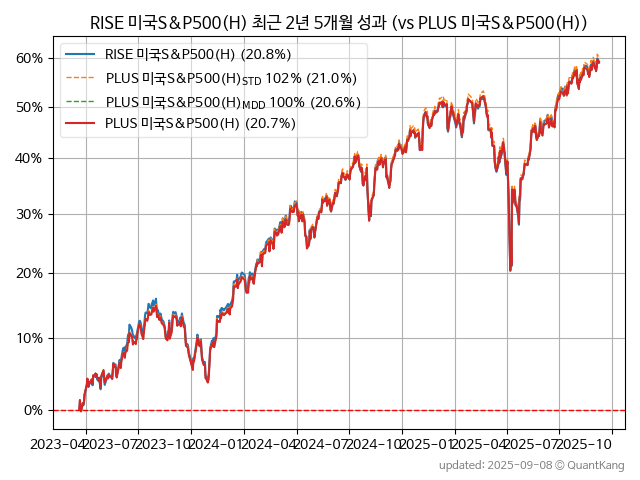 RISE 미국S&P500(H) 최근 2년 5개월 성과 (vs PLUS 미국S&P500(H))
RISE 미국S&P500(H) (20.8%)
PLUS 미국S&P500(H)STD 102% (21.0%)
PLUS 미국S&P500(H)MDD 100% (20.6%)
PLUS 미국S&P500(H) (20.7%)
60%
50%
40%
30%
20%
10%
0%
2023-04 2023-07 2023-10 2024-01 2024-04 2024-07 2024-10 2025-01 2025-04 2025-07 2025-10
updated: 2025-09-08 © QuantKang